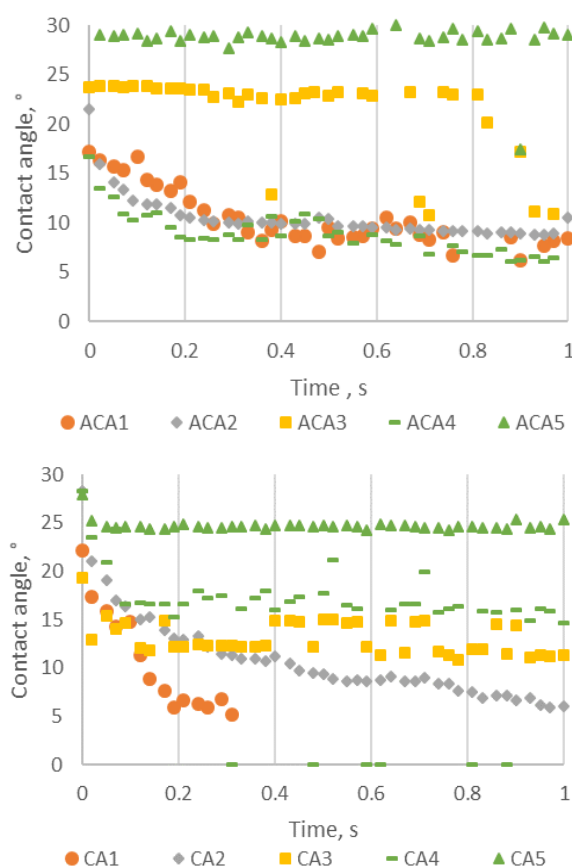 30
25
20
15
10
5
0
Contact angle, °
0 0.2 0.4 0.6 0.8 1
Time , s
ACA1 ACA2 ACA3 ACA4 ACA5
30
25
20
15
10
5
0
Contact angle, °
0 0.2 0.4 0.6 0.8 1
Time, s
CA1 CA2 CA3 CA4 CA5